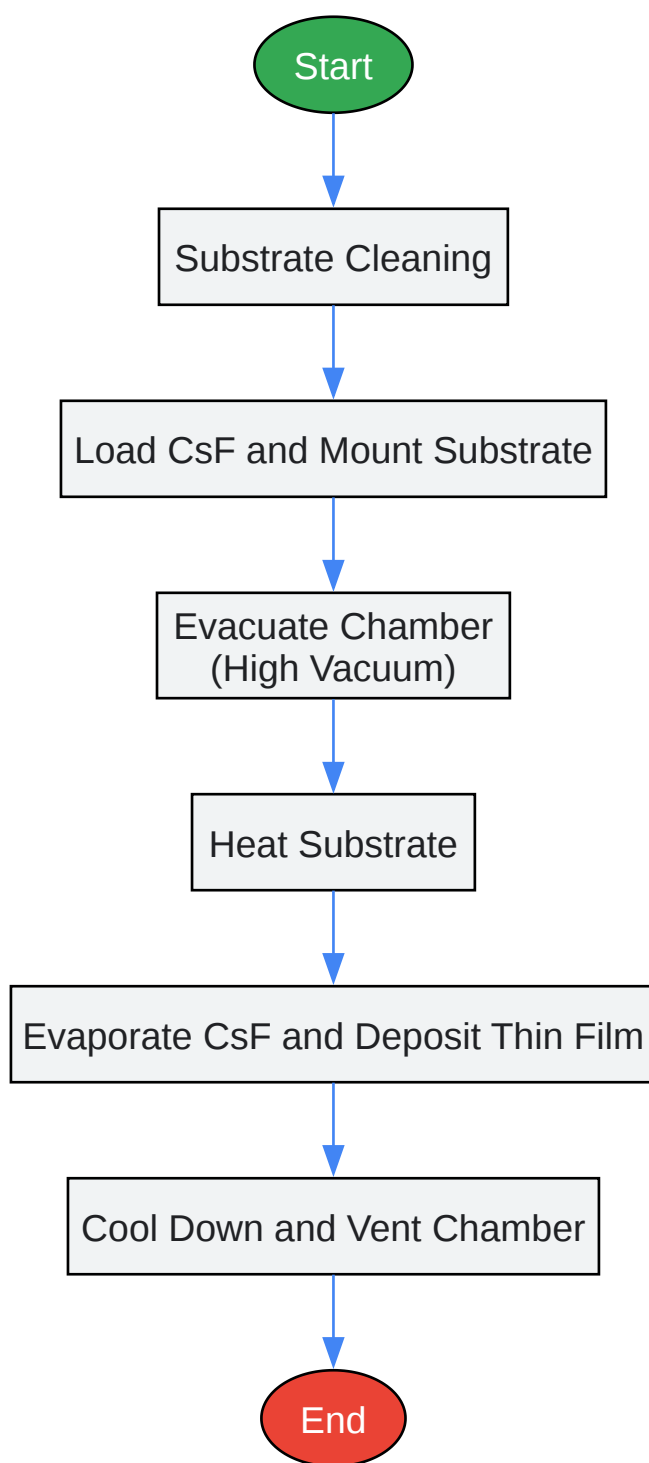 Start
Substrate Cleaning
Load CsF and Mount Substrate
Evacuate Chamber
(High Vacuum)
Heat Substrate
Evaporate CsF and Deposit Thin Film
Cool Down and Vent Chamber
End